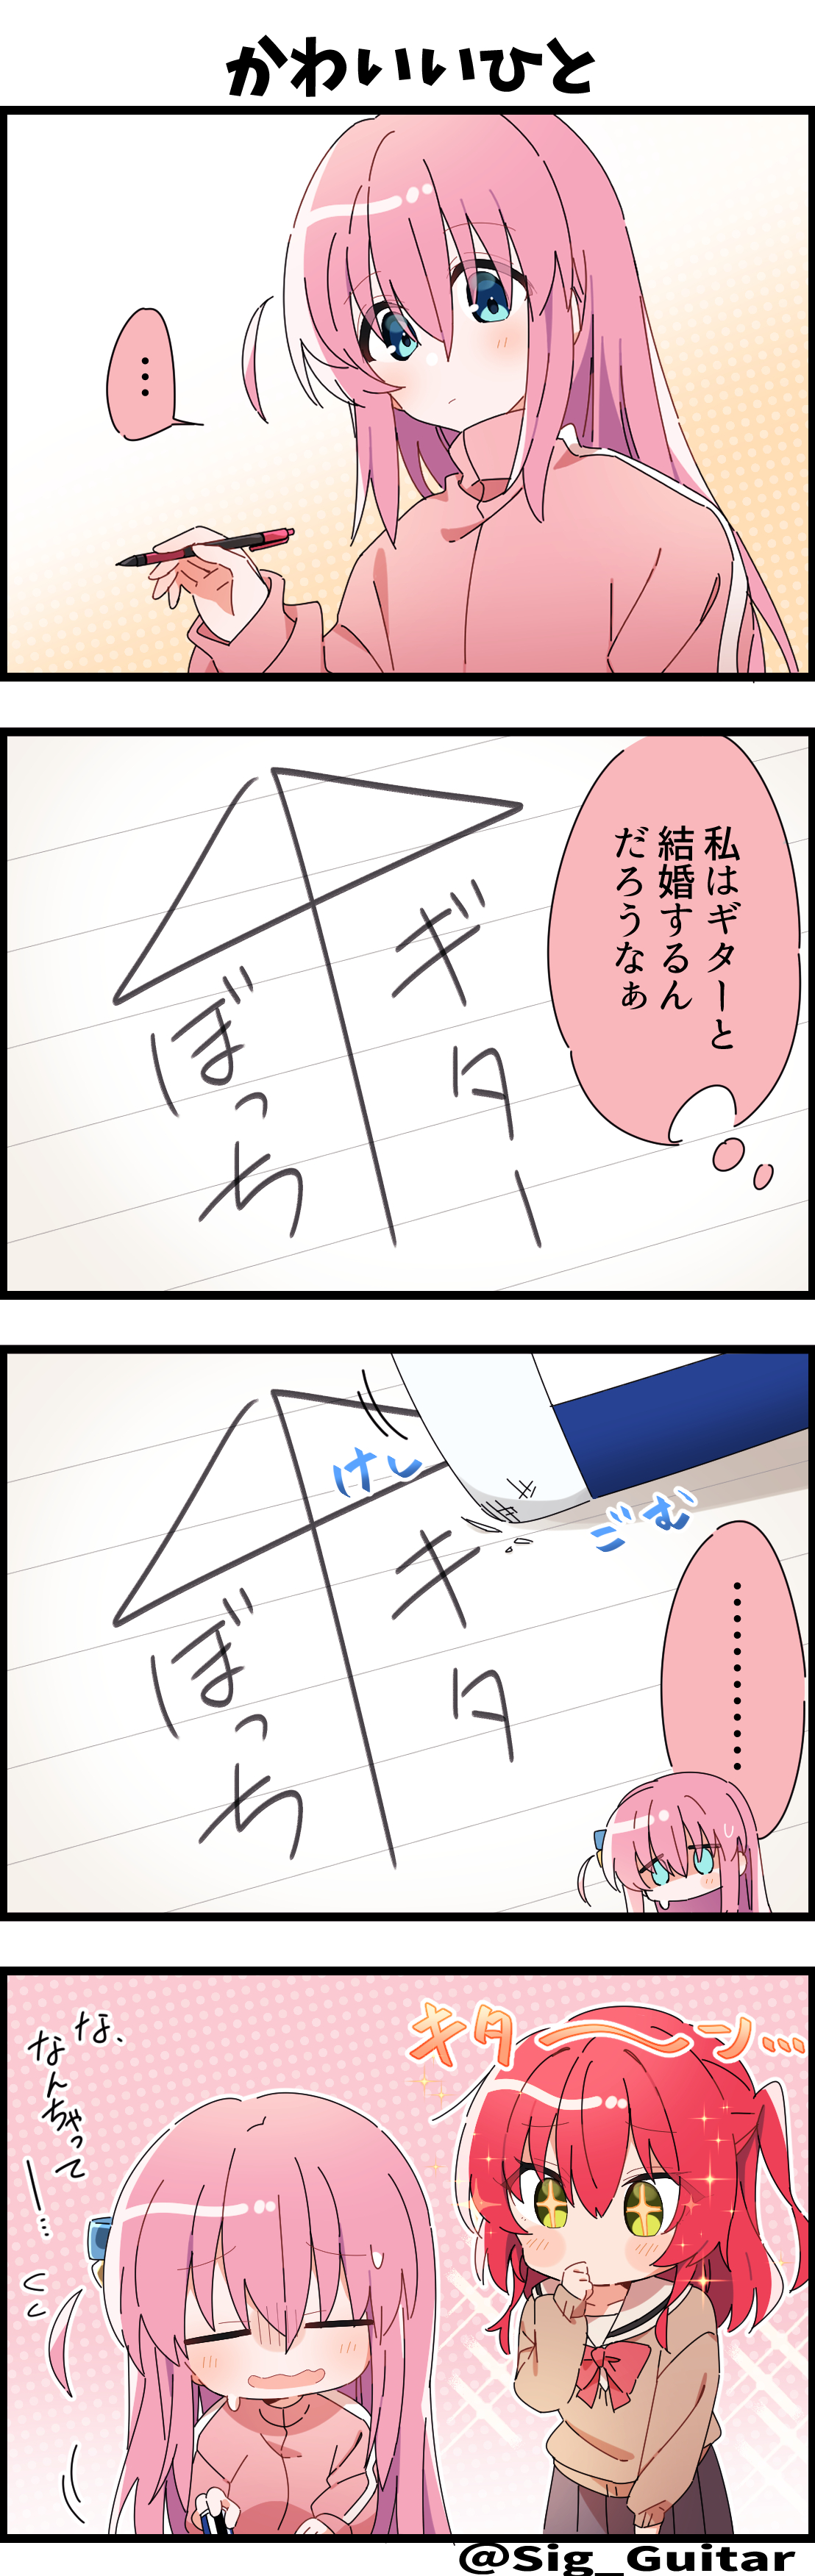 かわいいひと
…
私はギターと
結婚するん
だろうなぁ
ギター
ぼっち
けし
ごむ
キタ
ぼっち
…………
キタ～ン…
な、
なんちゃって
ー…
@Sig_Guitar